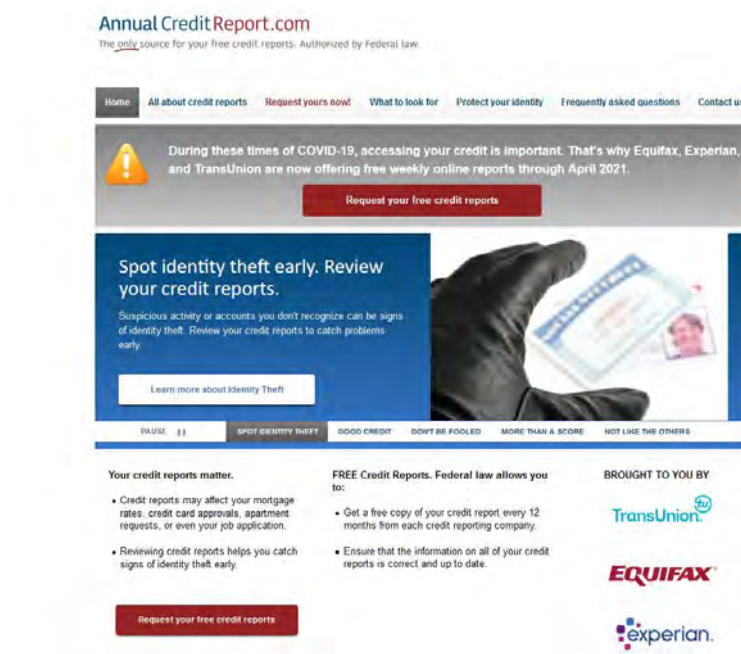 AnnualCreditReport.com
The only source for your free credit reports. Authorized by Federal law.
Home All about credit reports Request yours now! What to look for Protect your identity Frequently asked questions Contact us
During these times of COVID-19, accessing your credit is important. That's why Equifax, Experian,
and TransUnion are now offering free weekly online reports through April 2021.
Request your free credit reports
Spot identity theft early. Review
your credit reports.
Suspicious activity or accounts you don't recognize can be signs
of identity theft. Review your credit reports to catch problems
early.
Learn more about Identity Theft
PAUSE SPOT IDENTITY THEFT GOOD CREDIT DON'T BE FOOLED MORE THAN A SCORE NOT LIKE THE OTHERS
Your credit reports matter.
• Credit reports may affect your mortgage
rates, credit card approvals, apartment
requests, or even your job application.
• Reviewing credit reports helps you catch
signs of identity theft early.
Request your free credit reports
FREE Credit Reports. Federal law allows you
to:
• Get a free copy of your credit report every 12
months from each credit reporting company.
• Ensure that the information on all of your credit
reports is correct and up to date.
BROUGHT TO YOU BY
TransUnion. tu
EQUIFAX
experian.